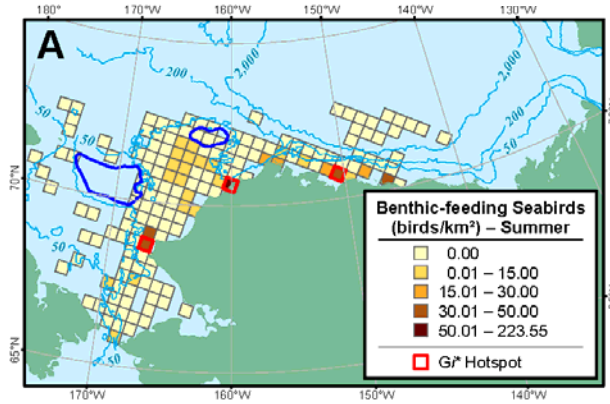 180° 170°W 160°W 150°W 140°W 130°W
A
200 2,000 2,000
50 200
50 50
70°N
50
Benthic-feeding Seabirds
(birds/km²) – Summer
0.00
0.01 – 15.00
15.01 – 30.00
30.01 – 50.00
50.01 – 223.55
Gi* Hotspot
65°N
50
170°W 160°W 150°W 140°W